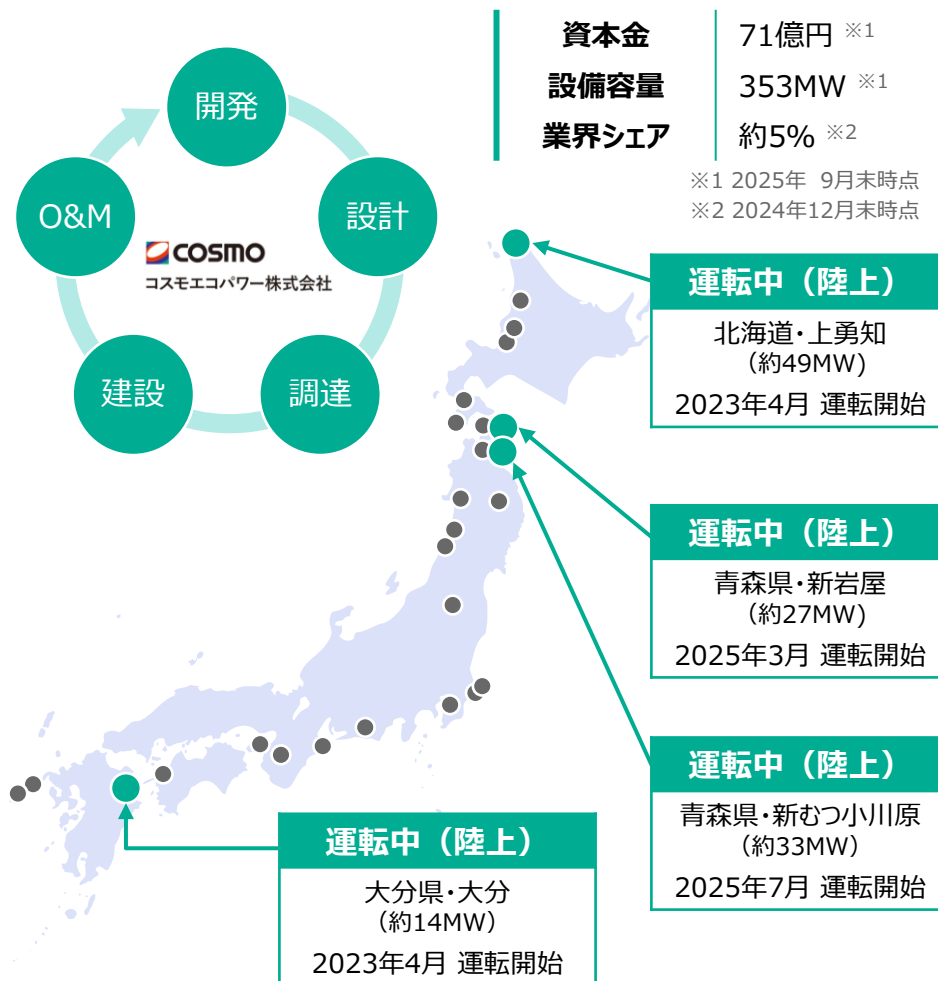 資本金 71億円 ※1
設備容量 353MW ※1
業界シェア 約5% ※2
※1 2025年 9月末時点
※2 2024年12月末時点
開発
設計
調達
建設
O&M
COSMO
コスモエコパワー株式会社
運転中（陸上）
北海道・上勇知
(約49MW)
2023年4月 運転開始
運転中（陸上）
青森県・新岩屋
(約27MW)
2025年3月 運転開始
運転中（陸上）
青森県・新むつ小川原
(約33MW)
2025年7月 運転開始
運転中（陸上）
大分県・大分
(約14MW)
2023年4月 運転開始